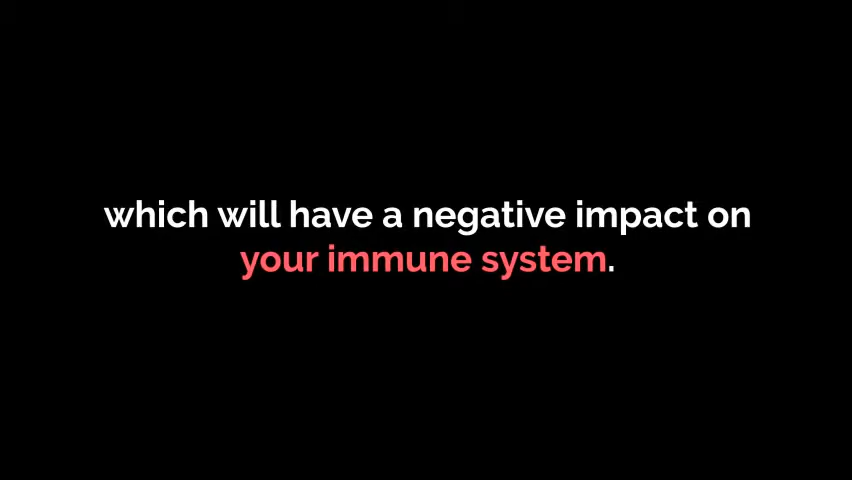 which will have a negative impact on
your immune system.